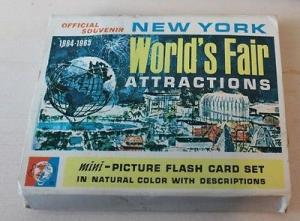 OFFICIAL
SOUVENIR
NEW YORK
1964-1965
World's Fair
ATTRACTIONS
mini-PICTURE FLASH CARD SET
IN NATURAL COLOR WITH DESCRIPTIONS